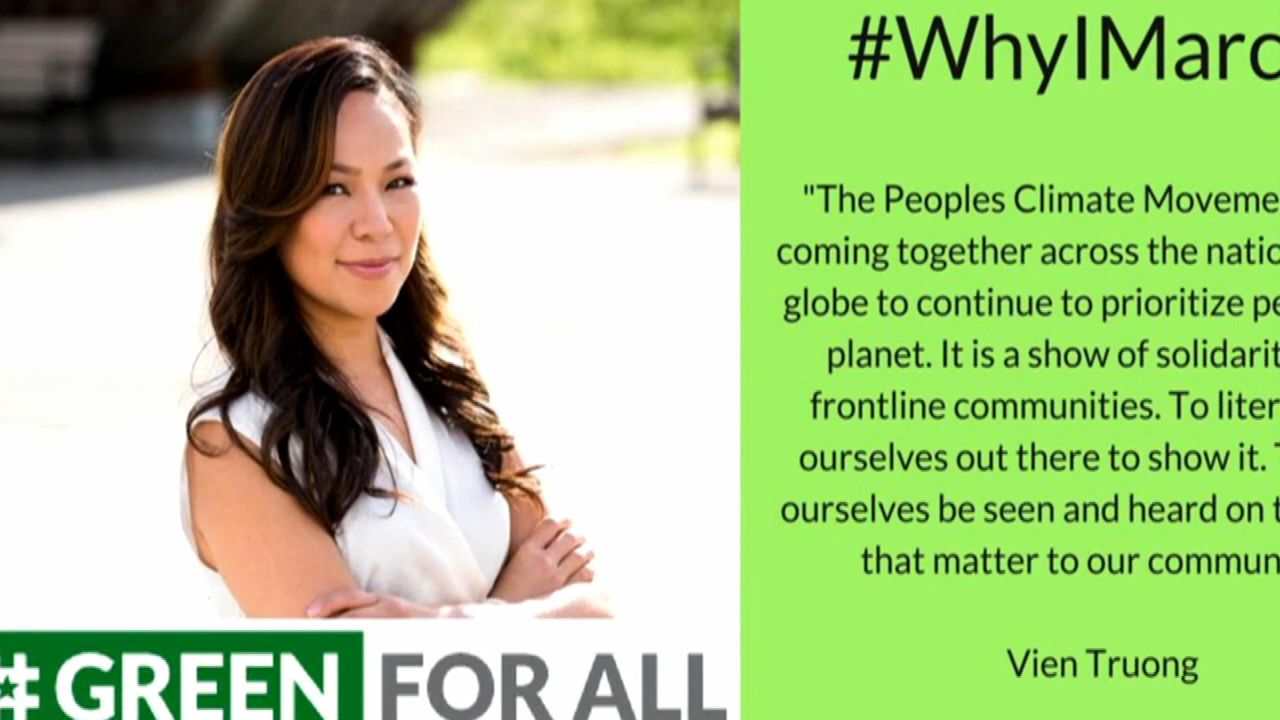 #WhyIMarc
"The Peoples Climate Moveme
coming together across the natio
globe to continue to prioritize pe
planet. It is a show of solidarit
frontline communities. To liter
ourselves out there to show it. T
ourselves be seen and heard on t
that matter to our commun
Vien Truong
# GREEN FOR ALL